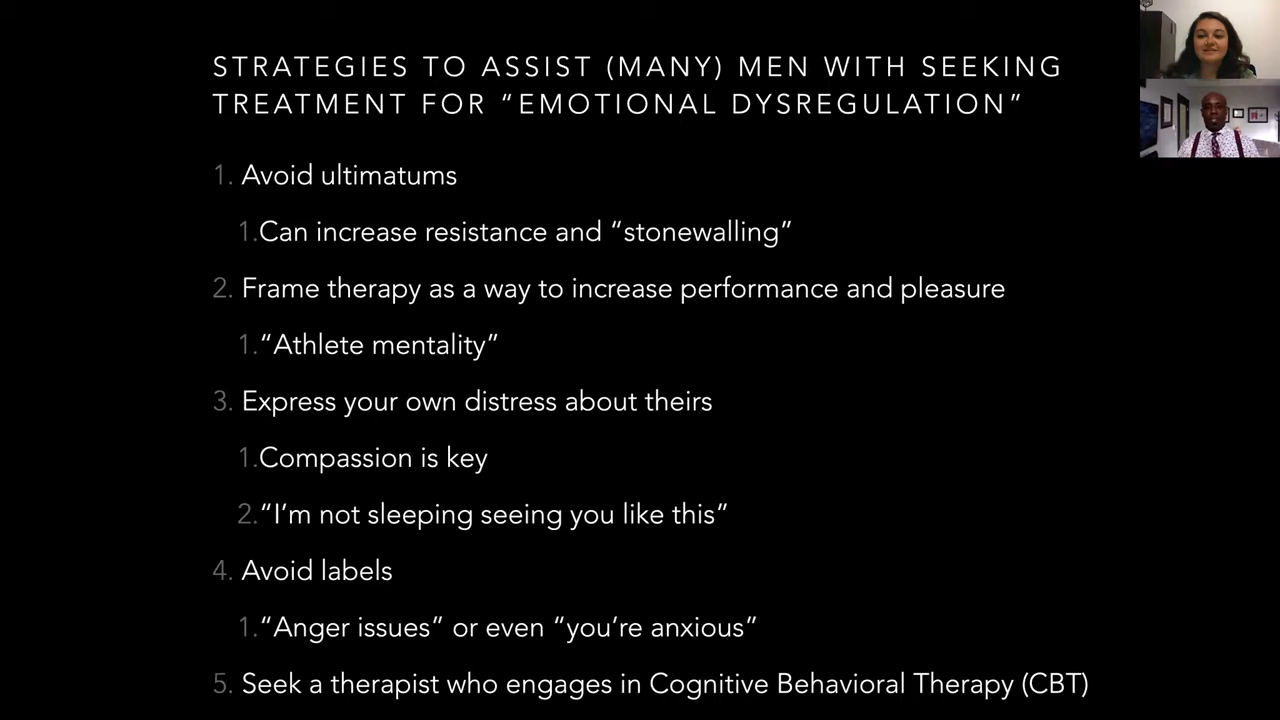 STRATEGIES TO ASSIST (MANY) MEN WITH SEEKING
TREATMENT FOR “EMOTIONAL DYSREGULATION”
1. Avoid ultimatums
1.Can increase resistance and “stonewalling”
2. Frame therapy as a way to increase performance and pleasure
1.“Athlete mentality”
3. Express your own distress about theirs
1.Compassion is key
2.“I’m not sleeping seeing you like this”
4. Avoid labels
1.“Anger issues” or even “you’re anxious”
5. Seek a therapist who engages in Cognitive Behavioral Therapy (CBT)